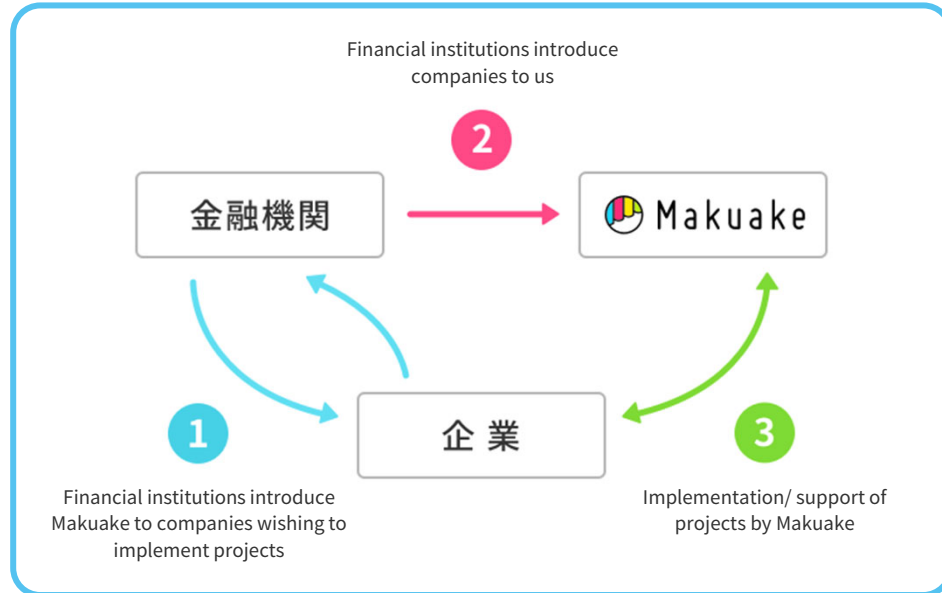 Financial institutions introduce
companies to us
2
金融機関
Makuake
企業
1
3
Financial institutions introduce
Makuake to companies wishing to
implement projects
Implementation/ support of
projects by Makuake